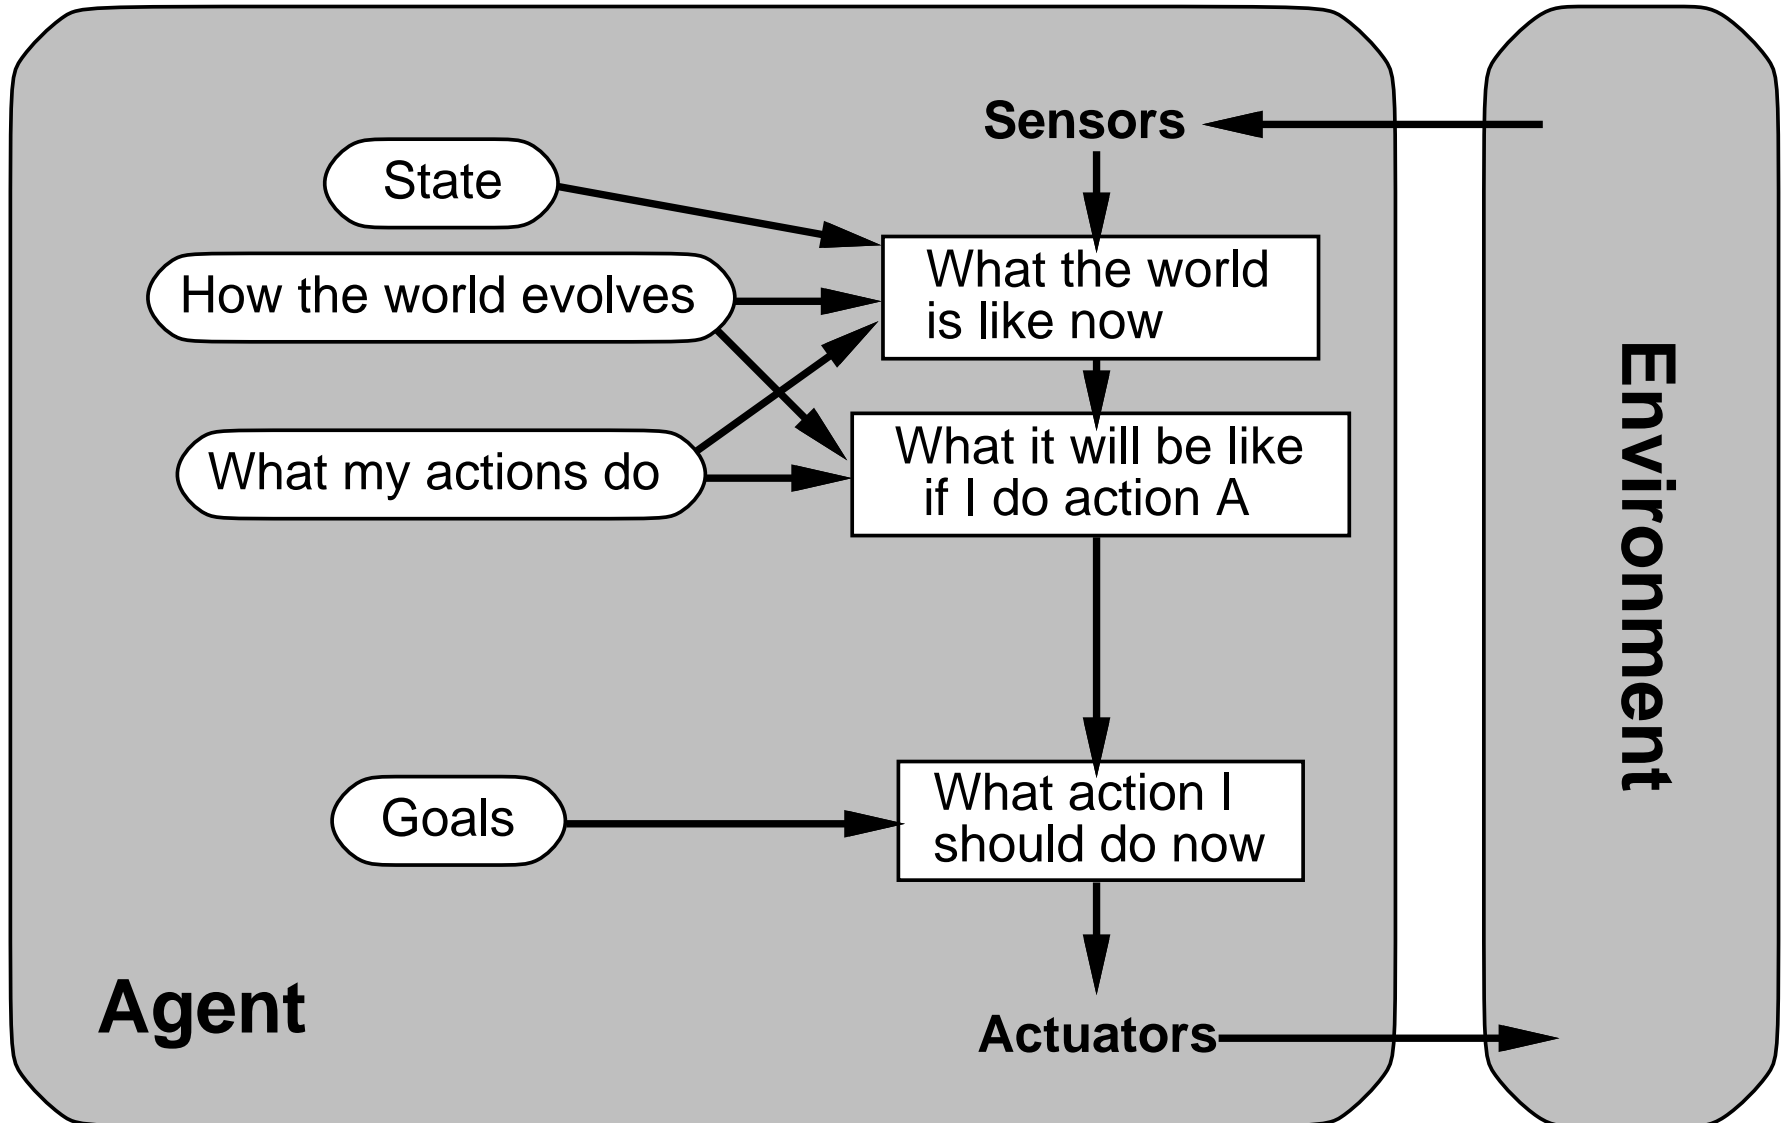 Sensors
State
What the world
is like now
How the world evolves
What it will be like
if I do action A
What my actions do
Environment
What action I
should do now
Goals
Agent
Actuators